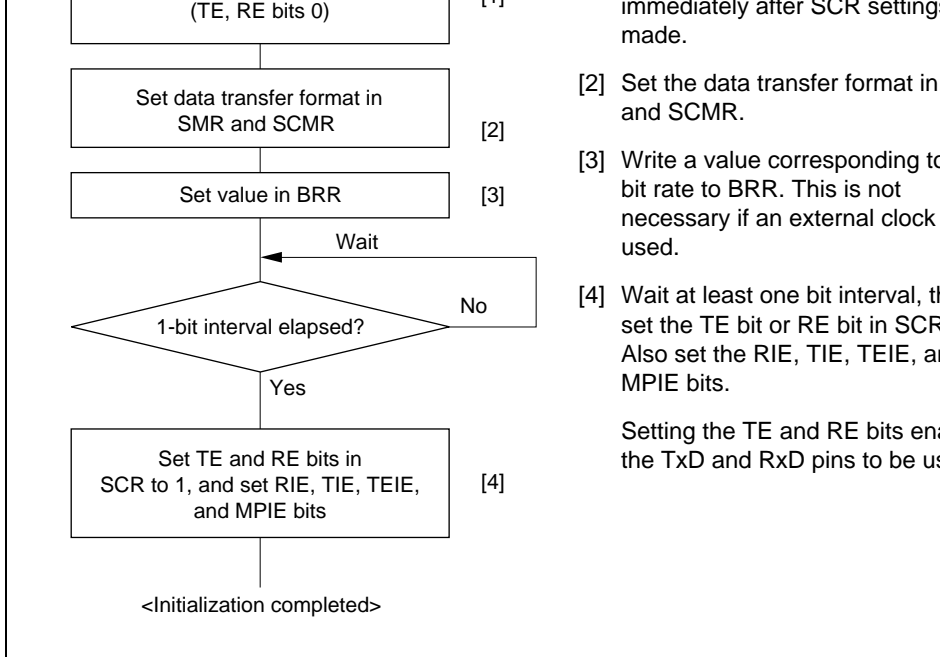 (TE, RE bits 0)
[1]
immediately after SCR settings
made.
Set data transfer format in
SMR and SCMR
[2]
[2] Set the data transfer format in
and SCMR.
Set value in BRR
[3]
[3] Write a value corresponding to
bit rate to BRR. This is not
necessary if an external clock
used.
Wait
1-bit interval elapsed?
No
Yes
[4] Wait at least one bit interval,
set the TE bit or RE bit in SCR
Also set the RIE, TIE, TEIE,
MPIE bits.
Setting the TE and RE bits
the TxD and RxD pins to be
Set TE and RE bits in
SCR to 1, and set RIE, TIE, TEIE,
and MPIE bits
[4]
<Initialization completed>